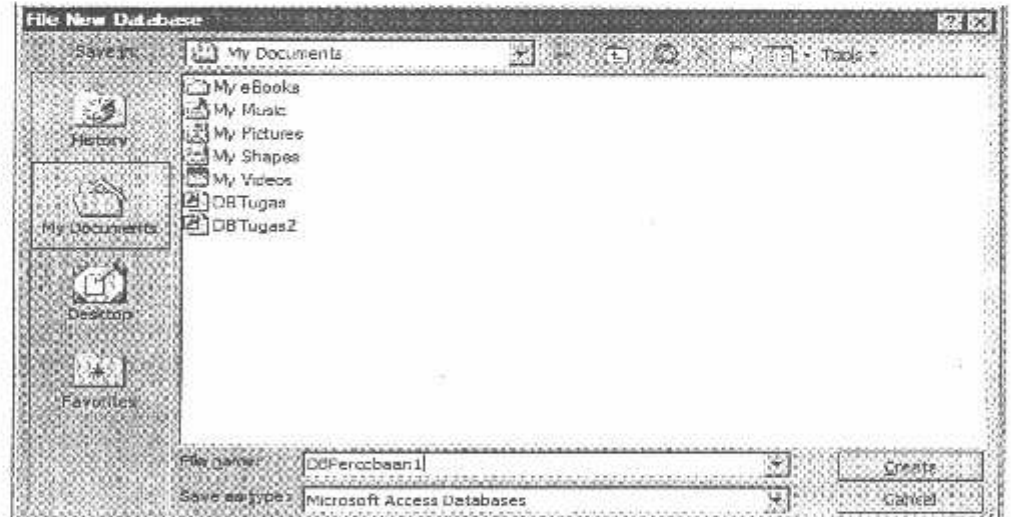 File New Database
Save in:
My Documents
Tools
My eBooks
My Music
My Pictures
My Shapes
My Videos
DBTugas
DBTugas2
History
My Documents
Desktop
Favorites
File name:
DBPercobaan1
Create
Save as type:
Microsoft Access Databases
Cancel